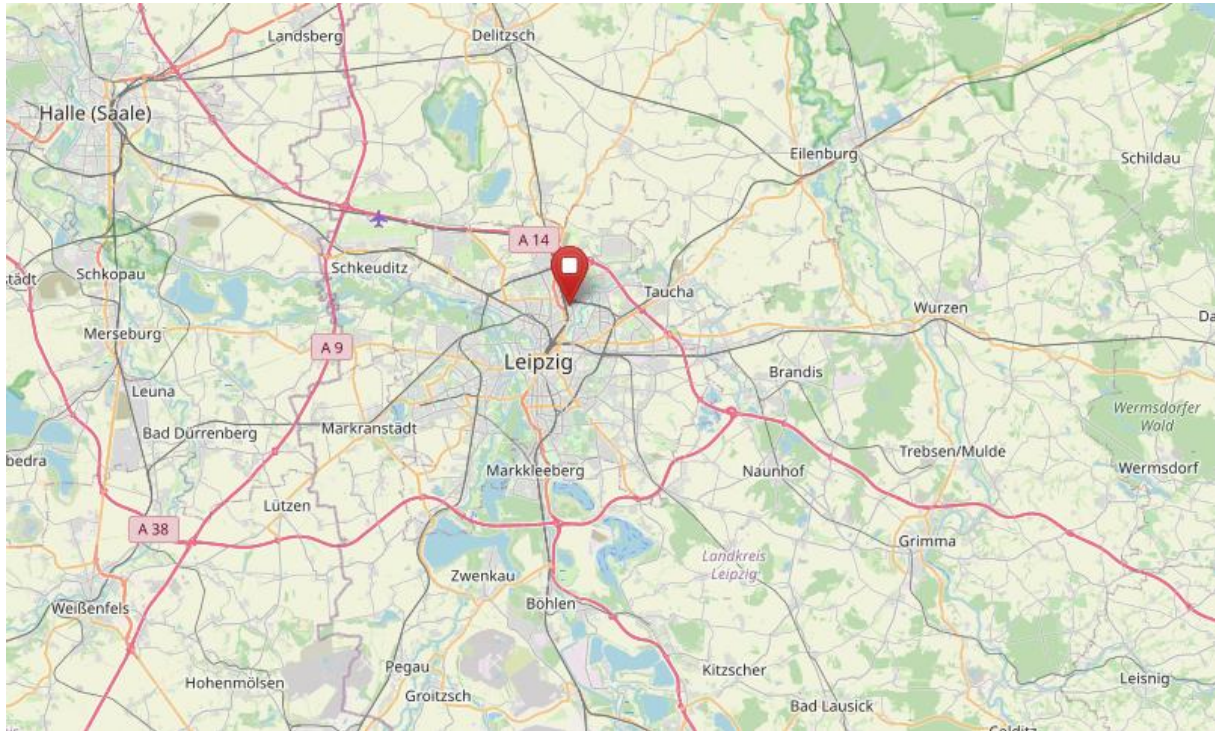 Landsberg
Delitzsch
Halle (Saale)
Eilenburg
Schildau
A 14
Schkopau
Schkeuditz
Taucha
Wurzen
Merseburg
A 9
Leipzig
Leuna
Brandis
Wermsdorfer
Wald
Bad Dürrenberg
Markranstädt
Trebsen/Mulde
Markkleeberg
Naunhof
Wermsdorf
Lützen
A 38
Grimma
Landkreis
Leipzig
Zwenkau
Böhlen
Weißenfels
Pegau
Kitzscher
Hohenmölsen
Groitzsch
Leisnig
Bad Lausick